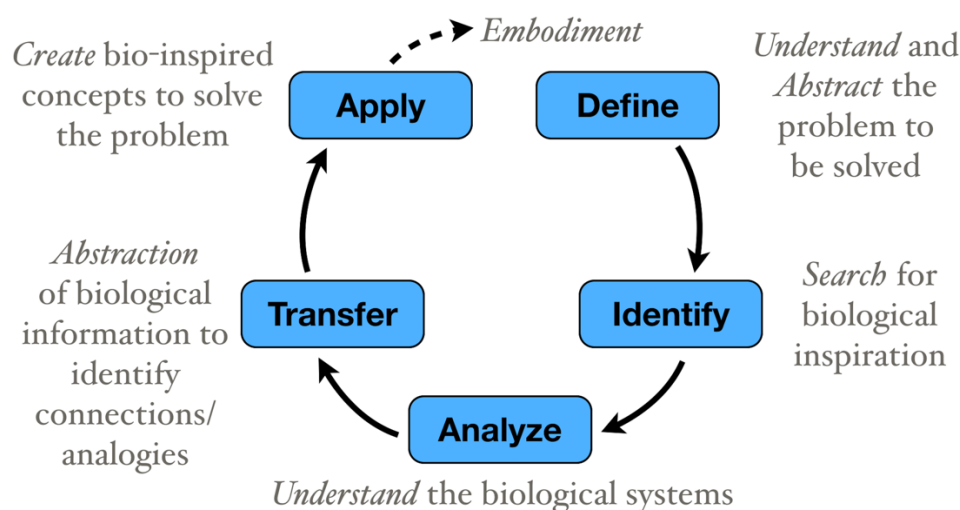 Create bio-inspired
concepts to solve
the problem
Apply
Embodiment
Define
Understand and
Abstract the
problem to
be solved
Identify
Search for
biological
inspiration
Analyze
Understand the biological systems
Transfer
Abstraction
of biological
information to
identify
connections/
analogies